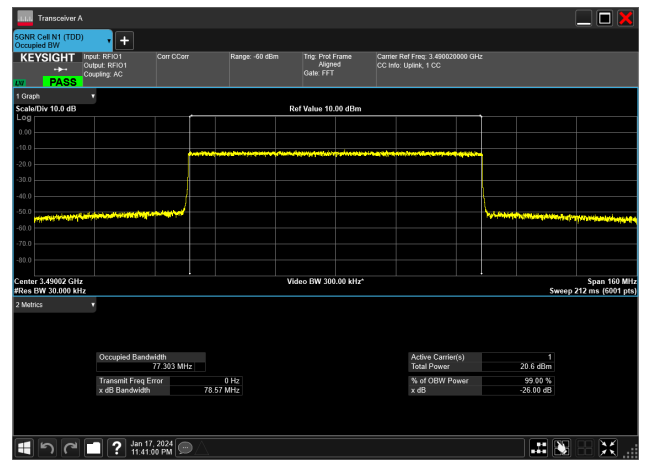 Transceiver A
5GNR Cell N1 (TDD)
Occupied BW
KEYSIGHT
Input: RFIO1
Output: RFIO1
Coupling: AC
Corr CCorr
Range: -60 dBm
Trig: Prot Frame
Aligned
Gate: FFT
Carrier Ref Freq: 3.490020000 GHz
CC Info: Uplink, 1 CC
LXI
PASS
1 Graph
Scale/Div 10.0 dB
Ref Value 10.00 dBm
Log
0.00
-10.0
-20.0
-30.0
-40.0
-50.0
-60.0
-70.0
-80.0
Center 3.49002 GHz
Video BW 300.00 kHz*
Span 160 MHz
#Res BW 30.000 kHz
Sweep 212 ms (6001 pts)
2 Metrics
Occupied Bandwidth
77.303 MHz
Transmit Freq Error 0 Hz
x dB Bandwidth 78.57 MHz
Active Carrier(s) 1
Total Power 20.6 dBm
% of OBW Power 99.00 %
x dB -26.00 dB
?
Jan 17, 2024
11:41:00 PM